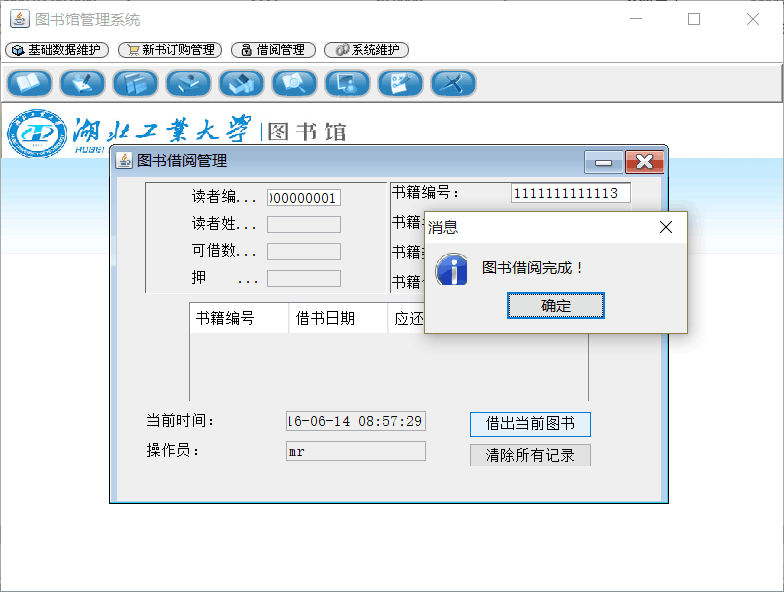 图书馆管理系统
基础数据维护 新书订购管理 借阅管理 系统维护
湖北工業大學 图书馆
HUBEI
图书借阅管理
读者编... 000000001 书籍编号： 1111111111113
读者姓... 书籍
可借数... 书籍
押 ... 书籍
消息
图书借阅完成！
确定
书籍编号 借书日期 应还
当前时间： 16-06-14 08:57:29 借出当前图书
操作员： mr 清除所有记录